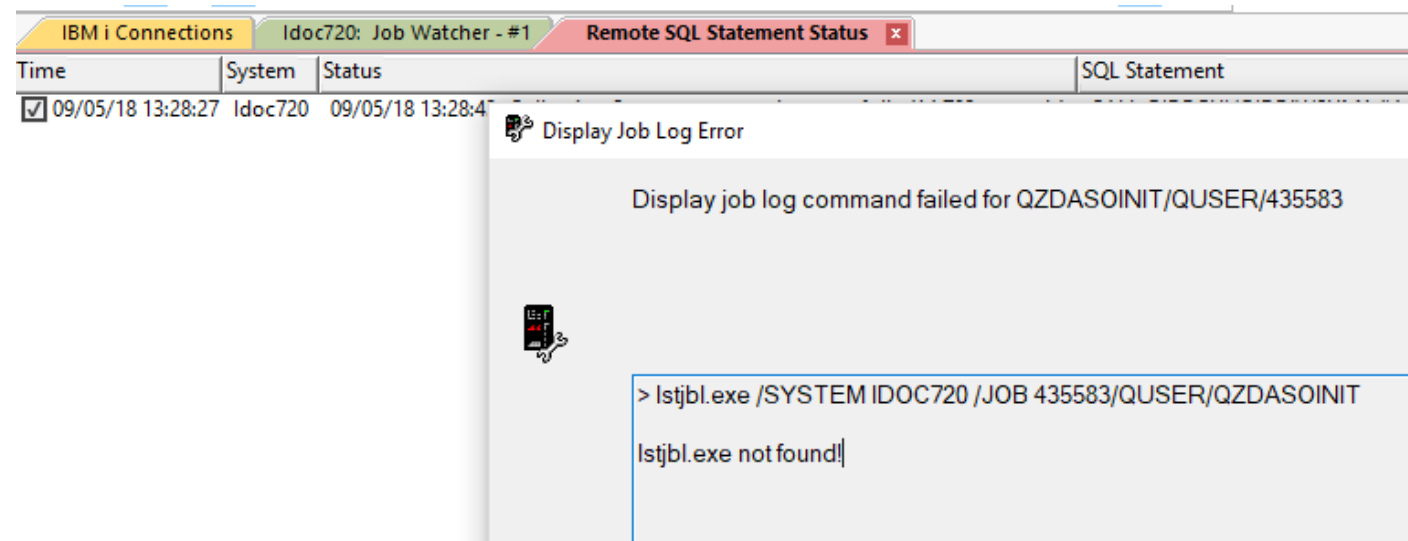 IBM i Connections Idoc720: Job Watcher - #1 Remote SQL Statement Status x
Time System Status SQL Statement
09/05/18 13:28:27 Idoc720 09/05/18 13:28:4
Display Job Log Error
Display job log command failed for QZDASOINIT/QUSER/435583
> lstjbl.exe /SYSTEM IDOC720 /JOB 435583/QUSER/QZDASOINIT
lstjbl.exe not found!